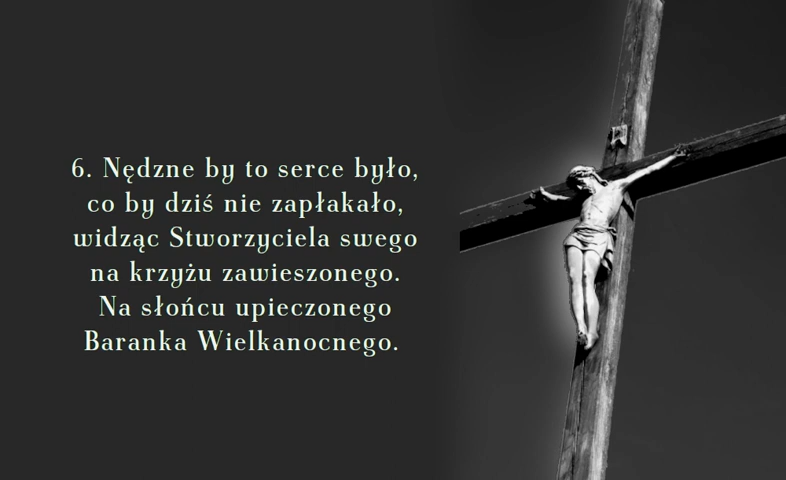 6. Nędzne by to serce było,
co by dziś nie zapłakało,
widząc Stworzyciela swego
na krzyżu zawieszonego.
Na słońcu upieczonego
Baranka Wielkanocnego.